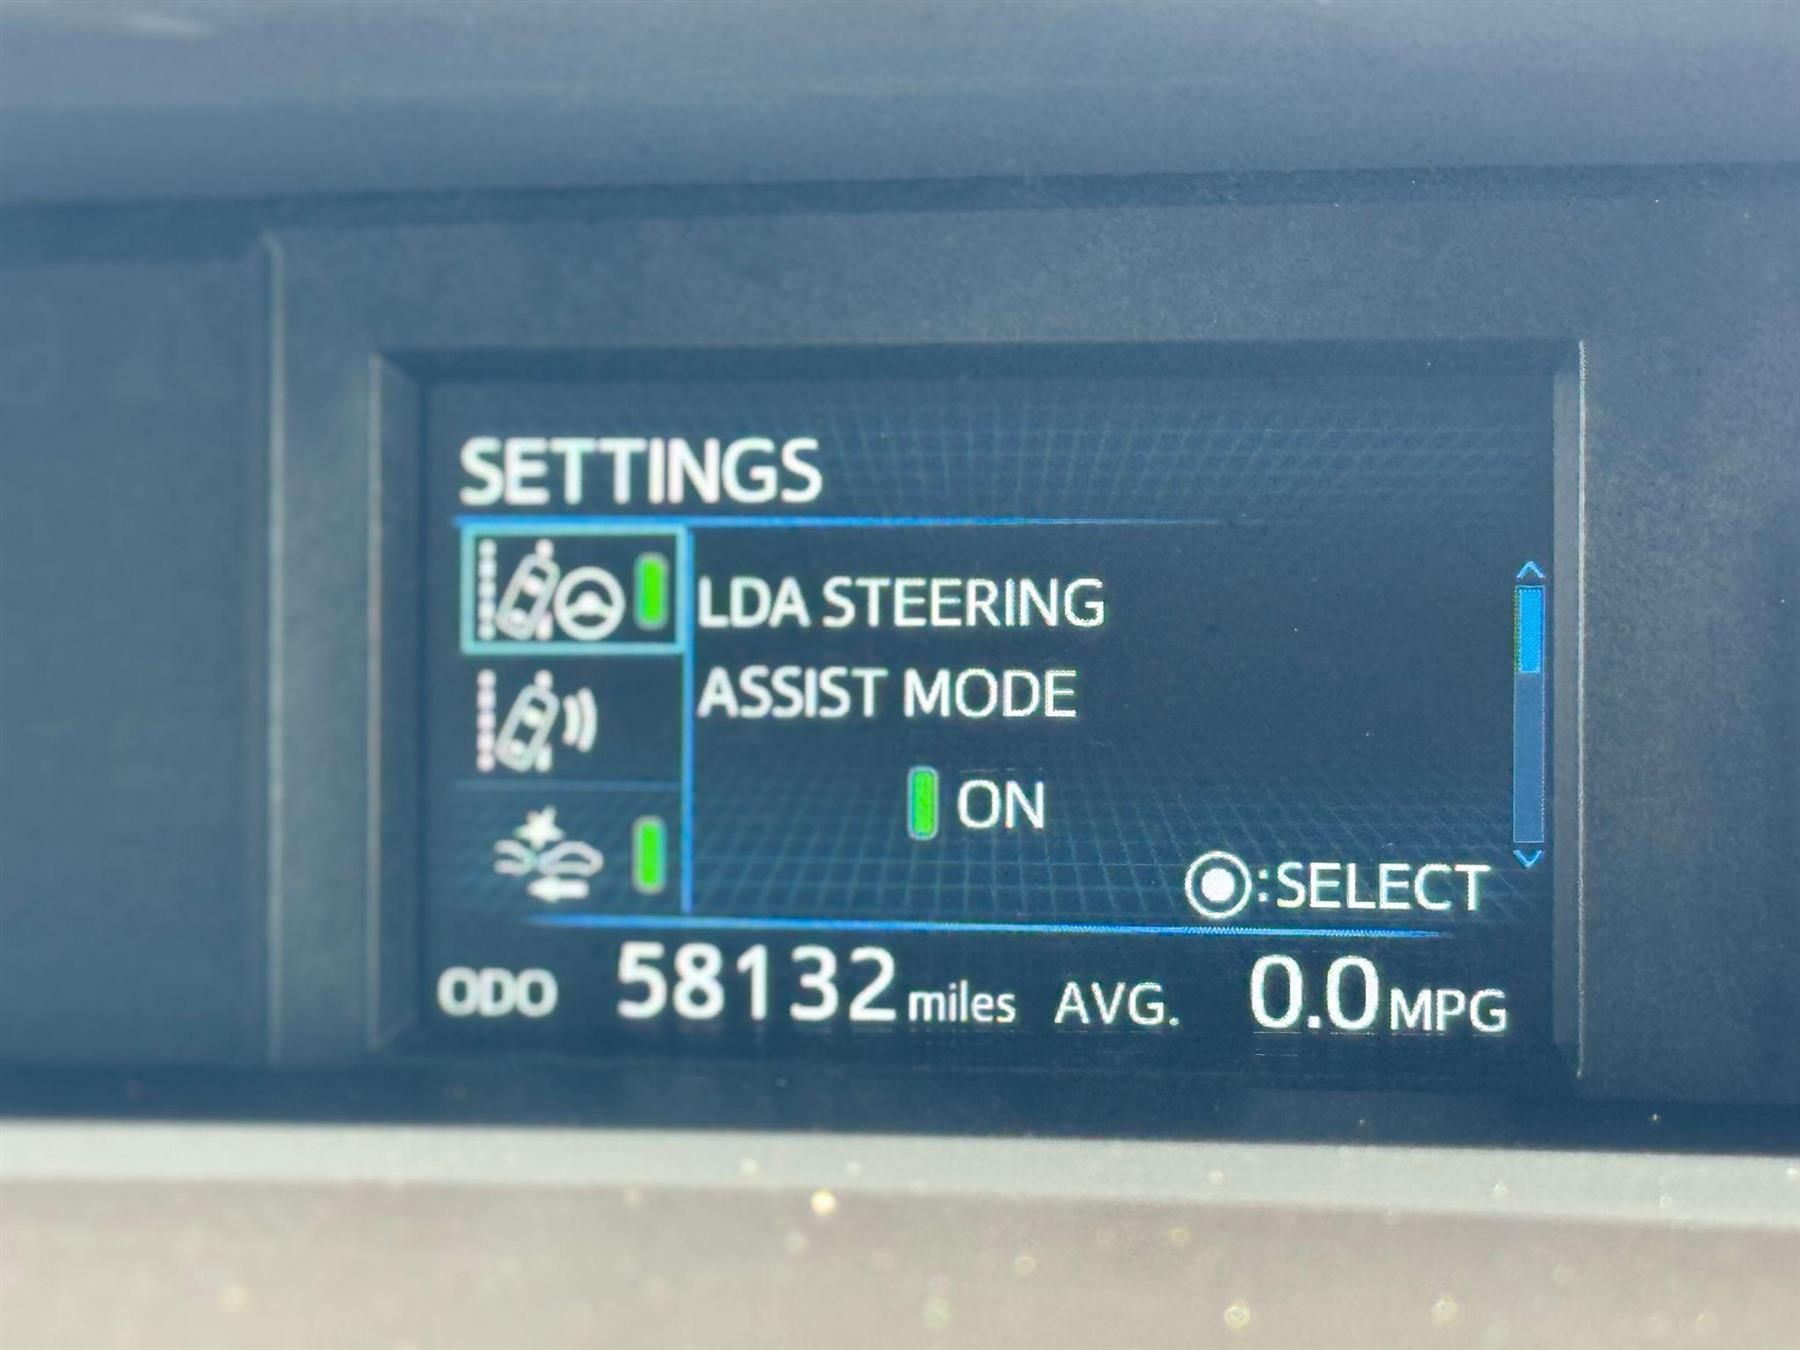 SETTINGS
LDA STEERING
ASSIST MODE
ON
:SELECT
ODO 58132 miles AVG. 0.0 MPG